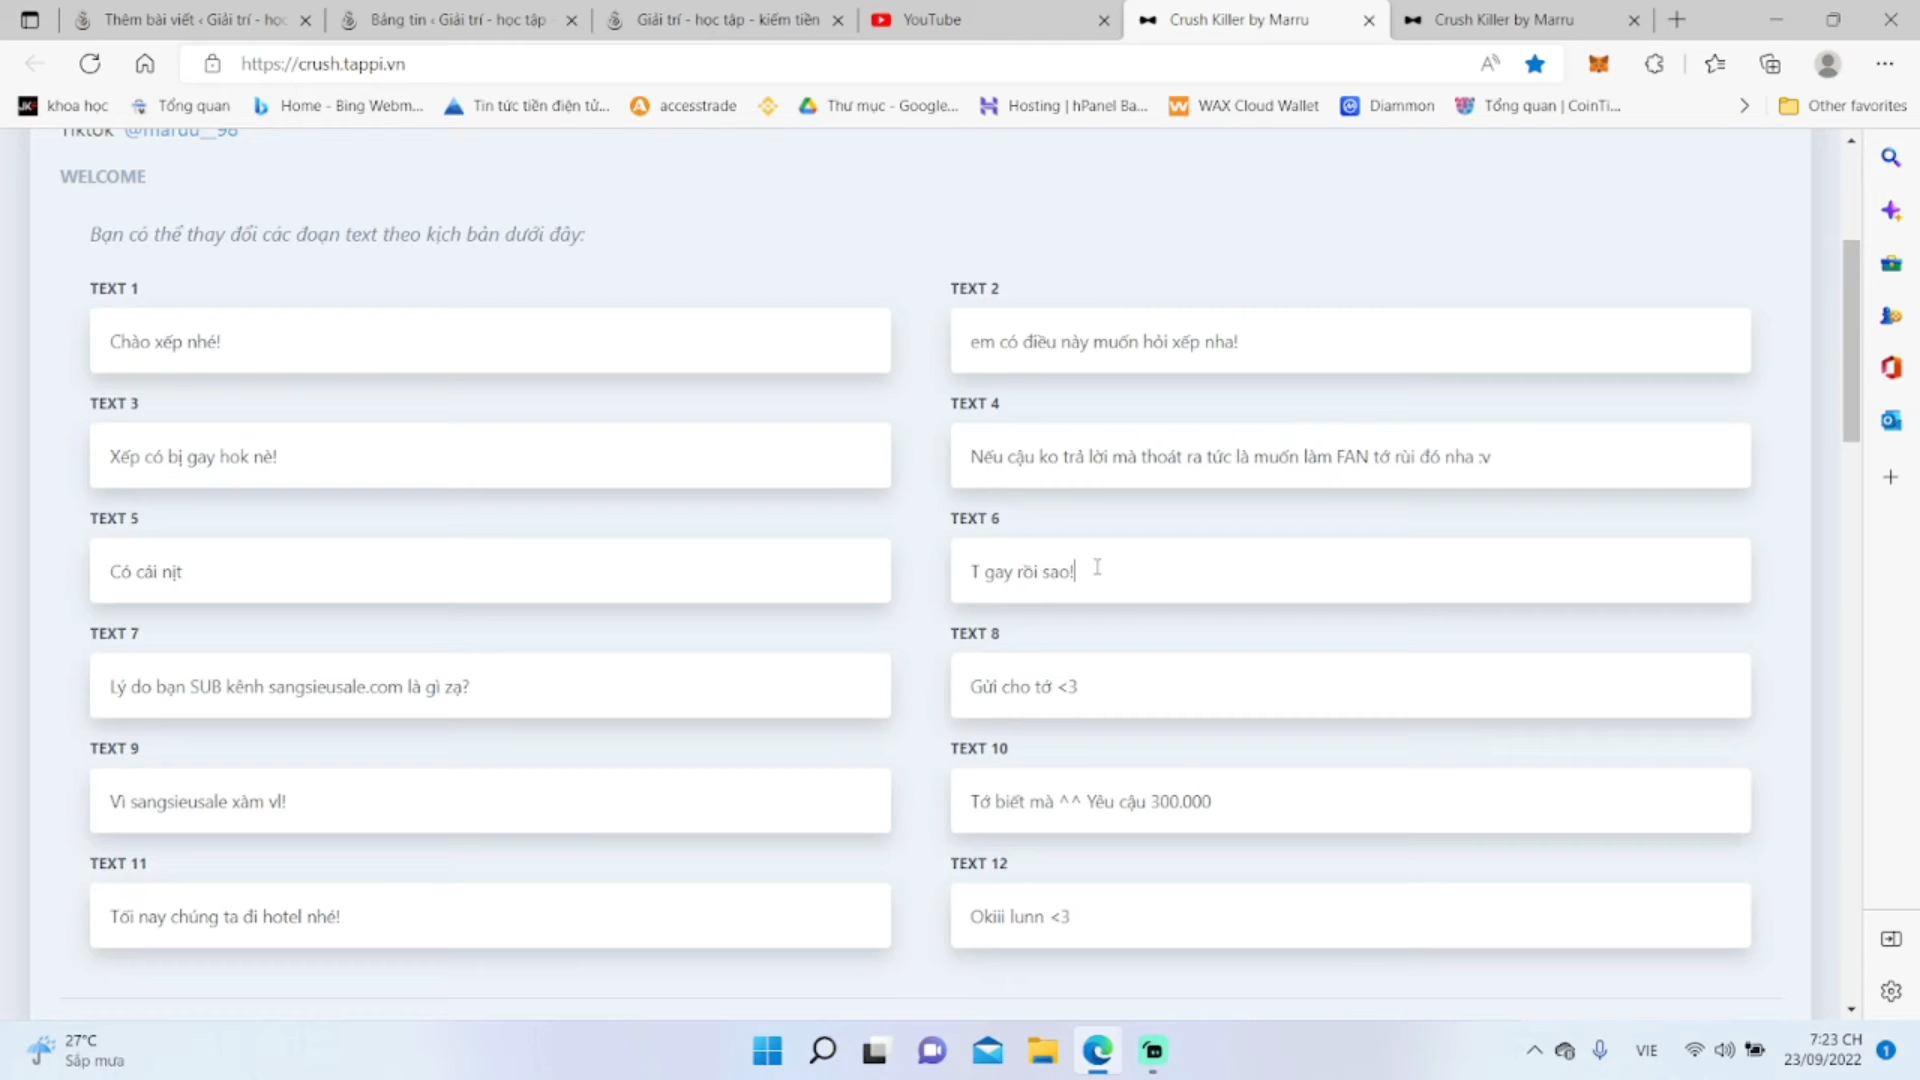 Thêm bài viết ‹ Giải trí - học
Bảng tin ‹ Giải trí - học tập
Giải trí - học tập - kiếm tiền
YouTube
Crush Killer by Marru
Crush Killer by Marru
https://crush.tappi.vn
khoa học
Tổng quan
Home - Bing Webm...
Tin tức tiền điện tử...
accesstrade
Thư mục - Google...
Hosting | hPanel Ba...
WAX Cloud Wallet
Diammon
Tổng quan | CoinTi...
Other favorites
Tiktok @maruu__98
WELCOME
Bạn có thể thay đổi các đoạn text theo kịch bản dưới đây:
TEXT 1
TEXT 2
Chào xếp nhé!
em có điều này muốn hỏi xếp nha!
TEXT 3
TEXT 4
Xếp có bị gay hok nè!
Nếu cậu ko trả lời mà thoát ra tức là muốn làm FAN tớ rùi đó nha :v
TEXT 5
TEXT 6
Có cái nịt
T gay rồi sao!
TEXT 7
TEXT 8
Lý do bạn SUB kênh sangsieusale.com là gì zạ?
Gửi cho tớ <3
TEXT 9
TEXT 10
Vì sangsieusale xàm vl!
Tớ biết mà ^^ Yêu cậu 300.000
TEXT 11
TEXT 12
Tối nay chúng ta đi hotel nhé!
Okiii lunn <3
27°C
Sắp mưa
VIE
7:23 CH
23/09/2022
1